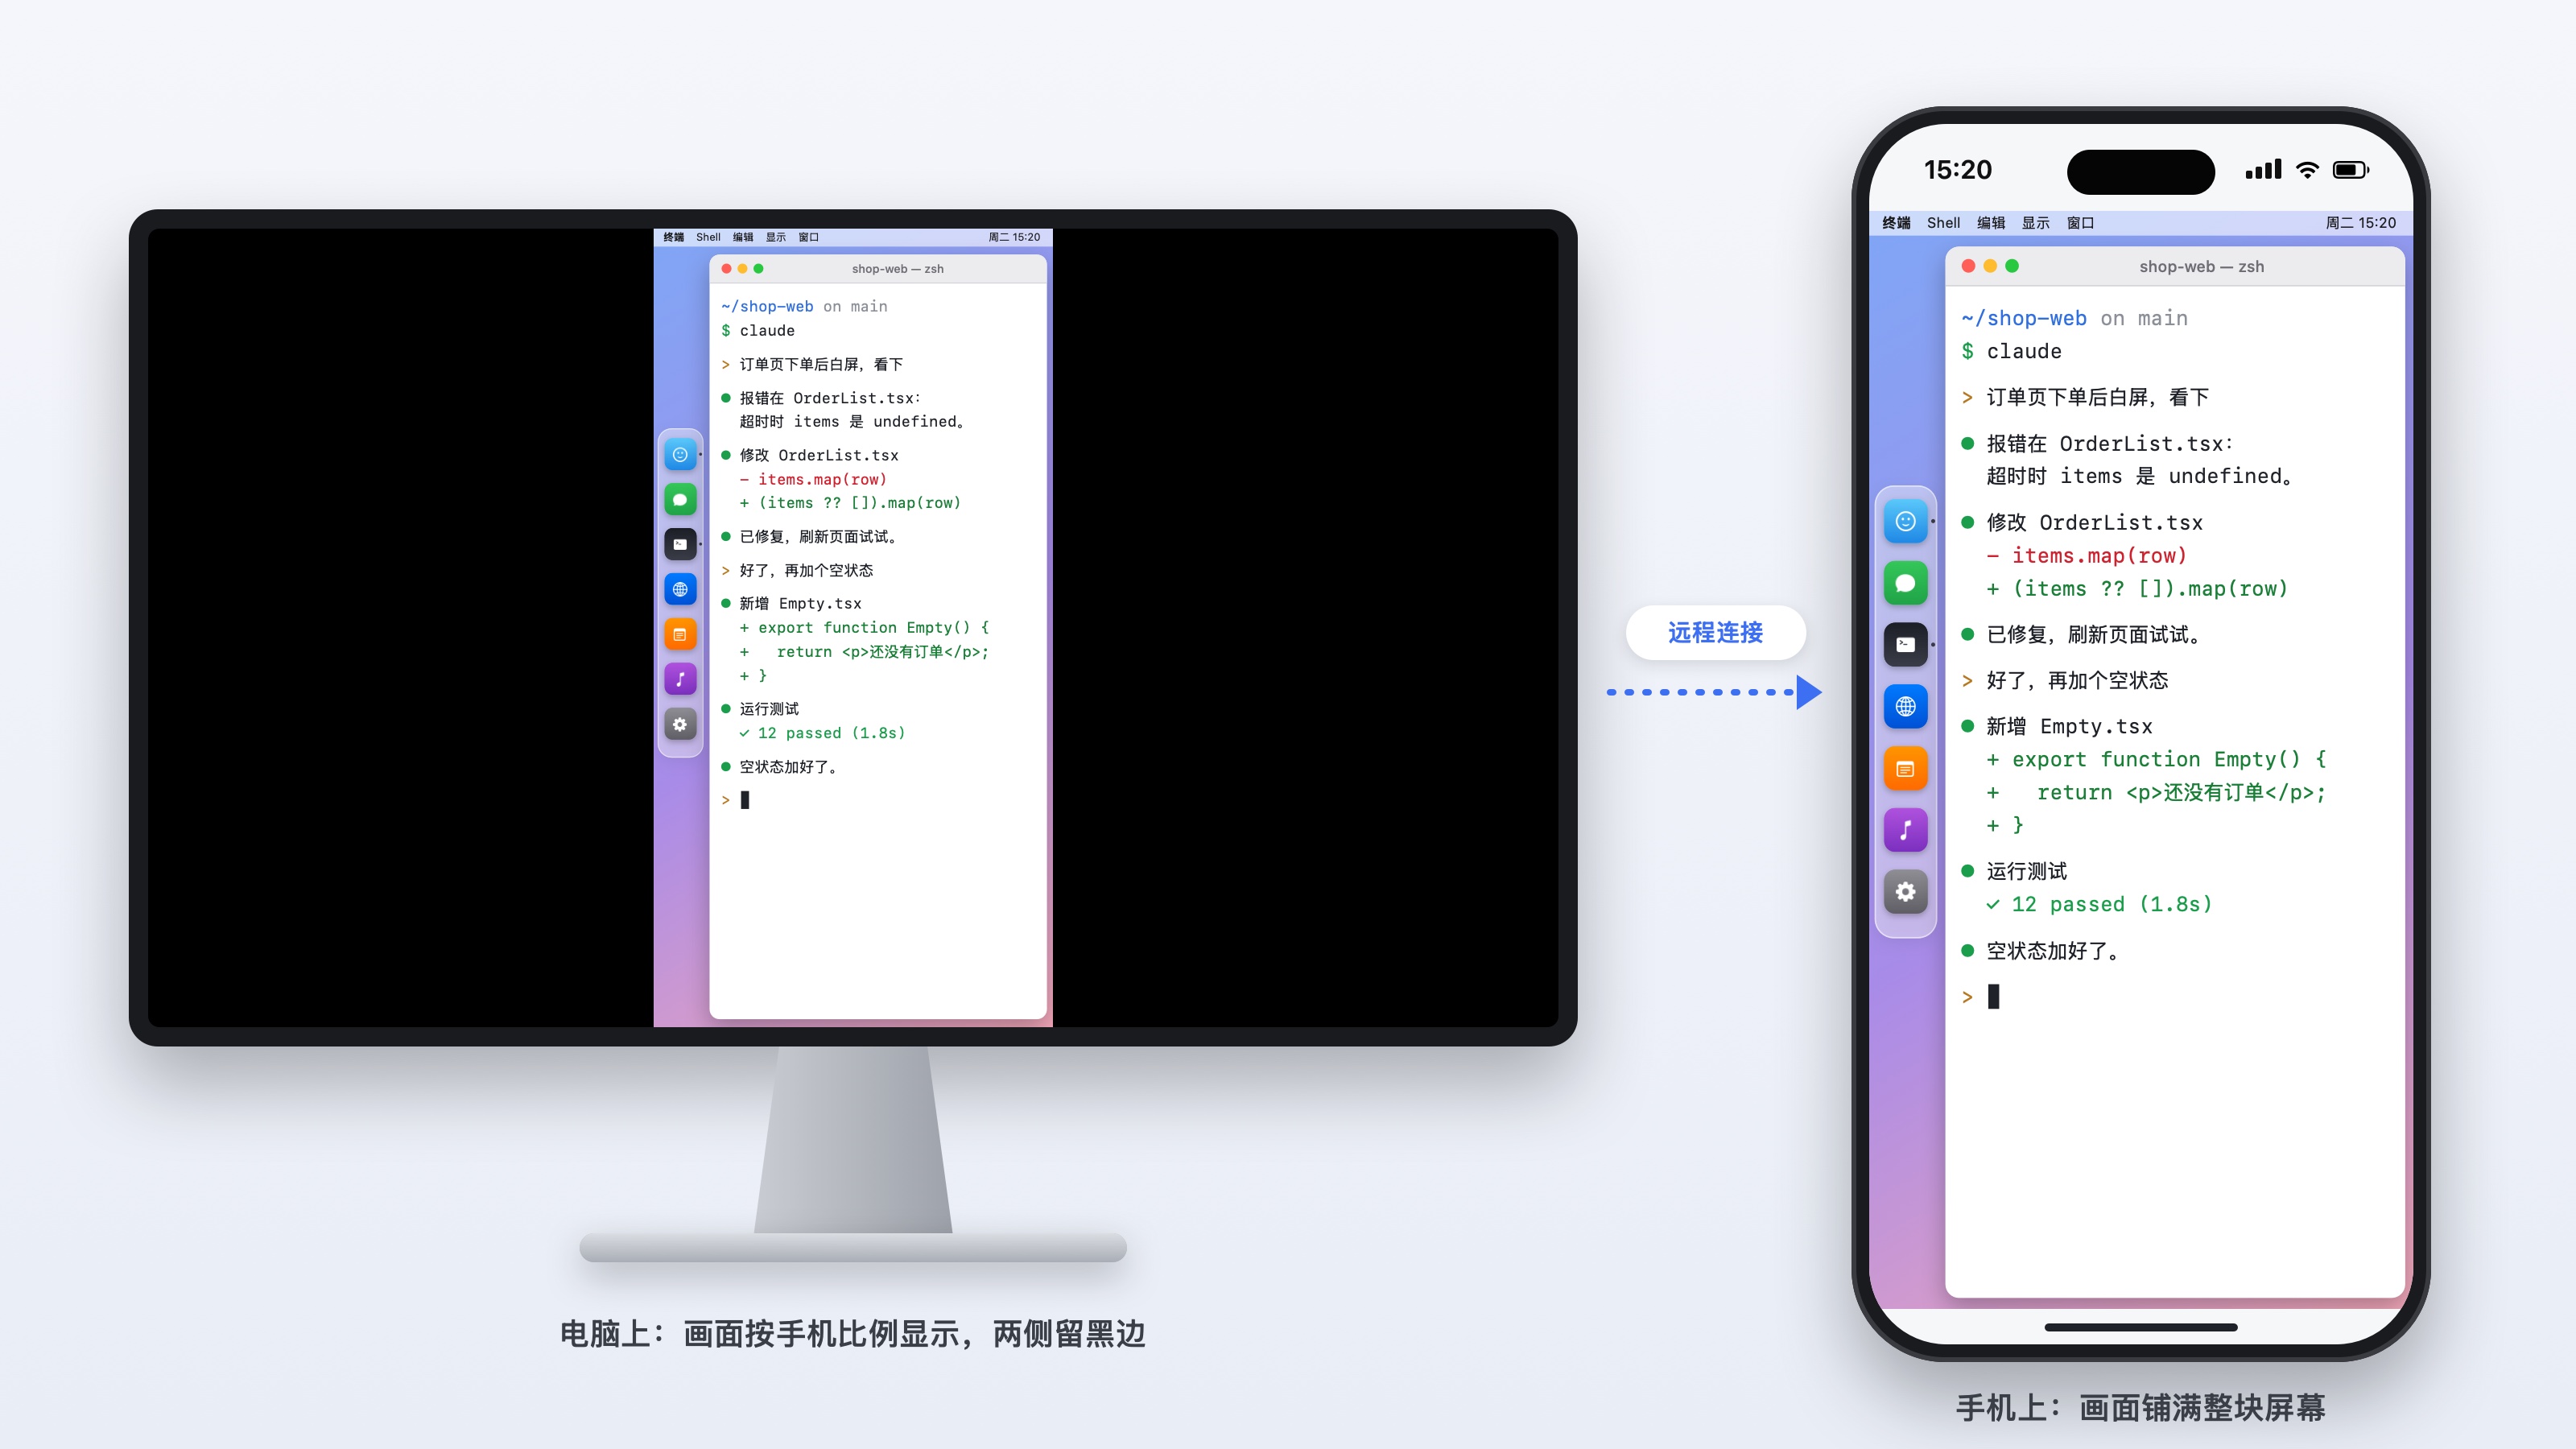 终端 Shell 编辑 显示 窗口 周二 15:20
shop-web — zsh
~/shop-web on main
$ claude
> 订单页下单后白屏，看下
● 报错在 OrderList.tsx：
超时时 items 是 undefined。
● 修改 OrderList.tsx
- items.map(row)
+ (items ?? []).map(row)
● 已修复，刷新页面试试。
> 好了，再加个空状态
● 新增 Empty.tsx
+ export function Empty() {
+   return <p>还没有订单</p>;
+ }
● 运行测试
✓ 12 passed (1.8s)
● 空状态加好了。
>
电脑上：画面按手机比例显示，两侧留黑边
远程连接
15:20
终端 Shell 编辑 显示 窗口 周二 15:20
shop-web — zsh
~/shop-web on main
$ claude
> 订单页下单后白屏，看下
● 报错在 OrderList.tsx：
超时时 items 是 undefined。
● 修改 OrderList.tsx
- items.map(row)
+ (items ?? []).map(row)
● 已修复，刷新页面试试。
> 好了，再加个空状态
● 新增 Empty.tsx
+ export function Empty() {
+   return <p>还没有订单</p>;
+ }
● 运行测试
✓ 12 passed (1.8s)
● 空状态加好了。
>
手机上：画面铺满整块屏幕